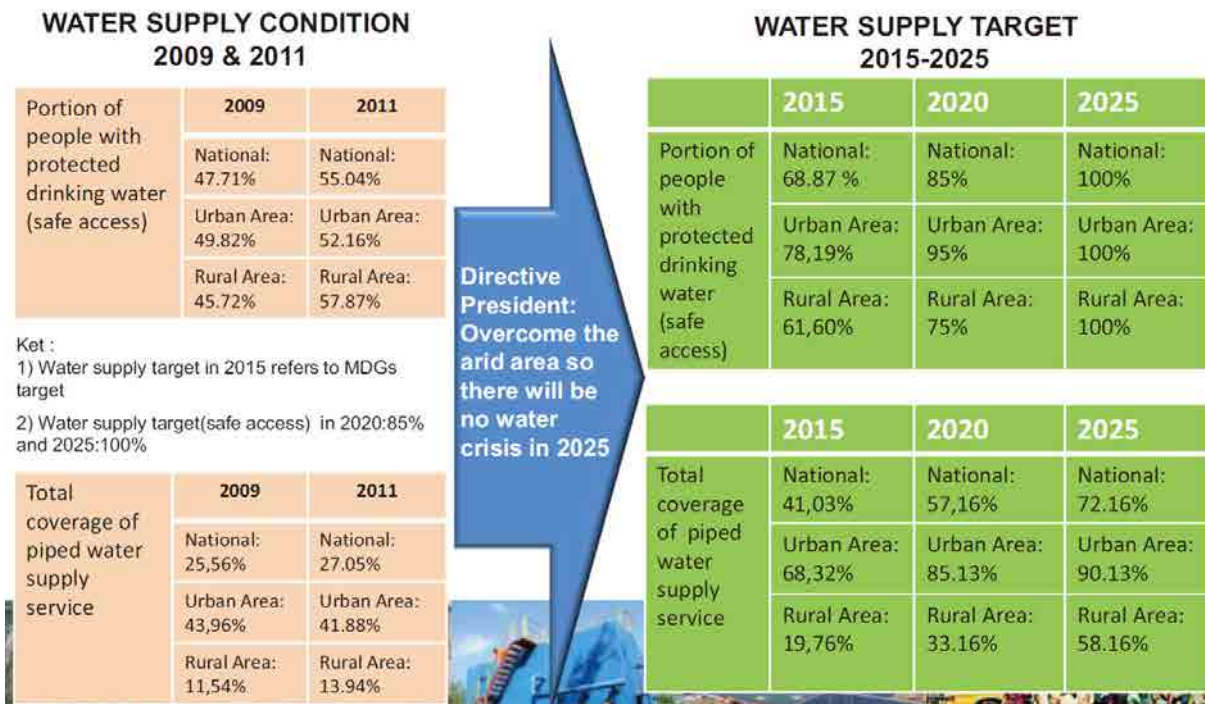 WATER SUPPLY CONDITION
2009 & 2011
Portion of
people with
protected
drinking water
(safe access)
2009
2011
National:
47.71%
National:
55.04%
Urban Area:
49.82%
Urban Area:
52.16%
Rural Area:
45.72%
Rural Area:
57.87%
Ket :
1) Water supply target in 2015 refers to MDGs
target
2) Water supply target(safe access) in 2020:85%
and 2025:100%
Total
coverage of
piped water
supply
service
2009
2011
National:
25,56%
National:
27.05%
Urban Area:
43,96%
Urban Area:
41.88%
Rural Area:
11,54%
Rural Area:
13.94%
Directive
President:
Overcome the
arid area so
there will be
no water
crisis in 2025
WATER SUPPLY TARGET
2015-2025
2015
2020
2025
Portion of
people
with
protected
drinking
water
(safe
access)
National:
68.87 %
National:
85%
National:
100%
Urban Area:
78,19%
Urban Area:
95%
Urban Area:
100%
Rural Area:
61,60%
Rural Area:
75%
Rural Area:
100%
2015
2020
2025
Total
coverage
of piped
water
supply
service
National:
41,03%
National:
57,16%
National:
72.16%
Urban Area:
68,32%
Urban Area:
85.13%
Urban Area:
90.13%
Rural Area:
19,76%
Rural Area:
33.16%
Rural Area:
58.16%